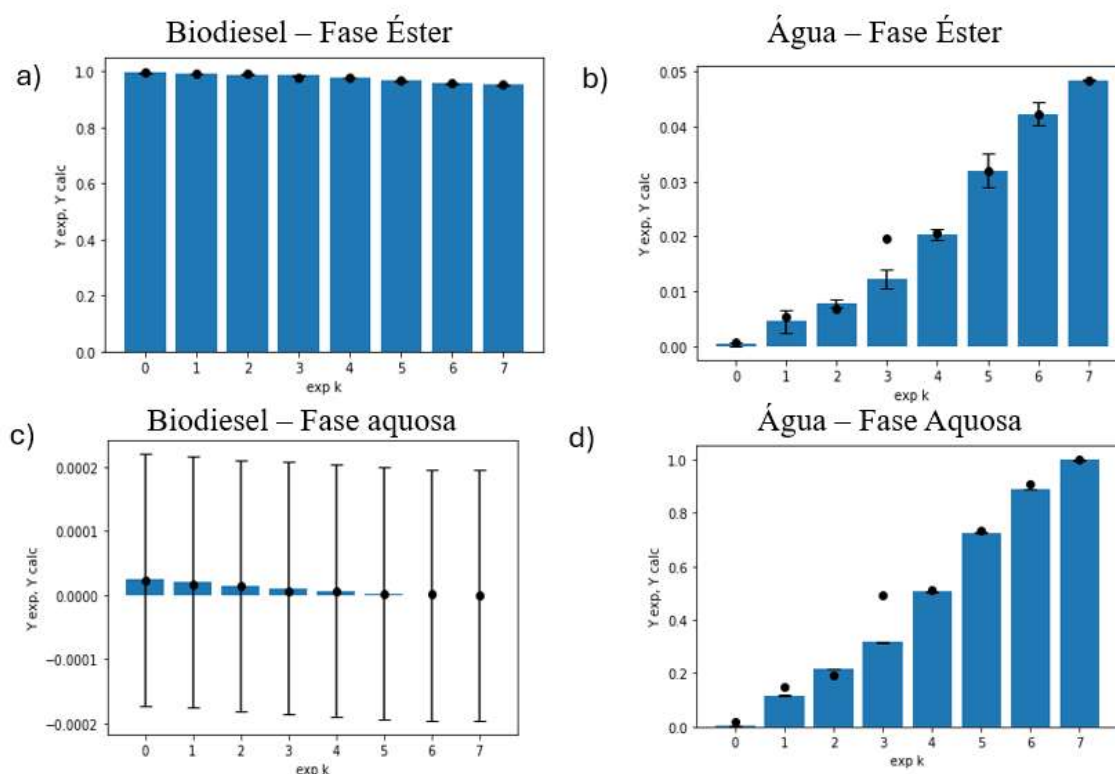 Biodiesel – Fase Éster
a)
Y exp, Y calc
1.0
0.8
0.6
0.4
0.2
0.0
0 1 2 3 4 5 6 7
exp k
Água – Fase Éster
b)
Y exp, Y calc
0.05
0.04
0.03
0.02
0.01
0.00
0 1 2 3 4 5 6 7
exp k
Biodiesel – Fase aquosa
c)
Y exp, Y calc
0.0002
0.0001
0.0000
−0.0001
−0.0002
0 1 2 3 4 5 6 7
exp k
Água – Fase Aquosa
d)
Y exp, Y calc
1.0
0.8
0.6
0.4
0.2
0.0
0 1 2 3 4 5 6 7
exp k